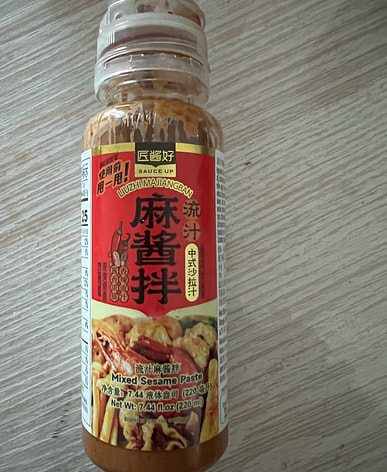 匠酱好
SAUCE UP
使用前
甩一甩!
LIUZHI MAJIANGBAN
流汁
麻酱拌
中式沙拉汁
25
流汁麻酱拌
Mixed Sesame Paste
净含量: 7.44 液体盎司 (220 毫升)
Net Wt: 7.44 fl.oz (220 ml)